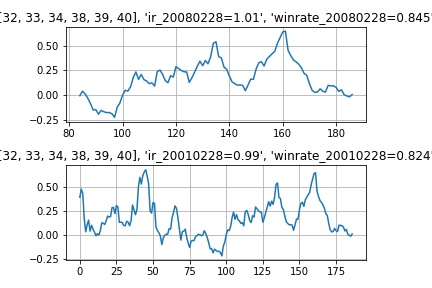 [32, 33, 34, 38, 39, 40], 'ir_20080228=1.01', 'winrate_20080228=0.845'
0.50
0.25
0.00
−0.25
80 100 120 140 160 180
[32, 33, 34, 38, 39, 40], 'ir_20010228=0.99', 'winrate_20010228=0.824'
0.50
0.25
0.00
−0.25
0 25 50 75 100 125 150 175